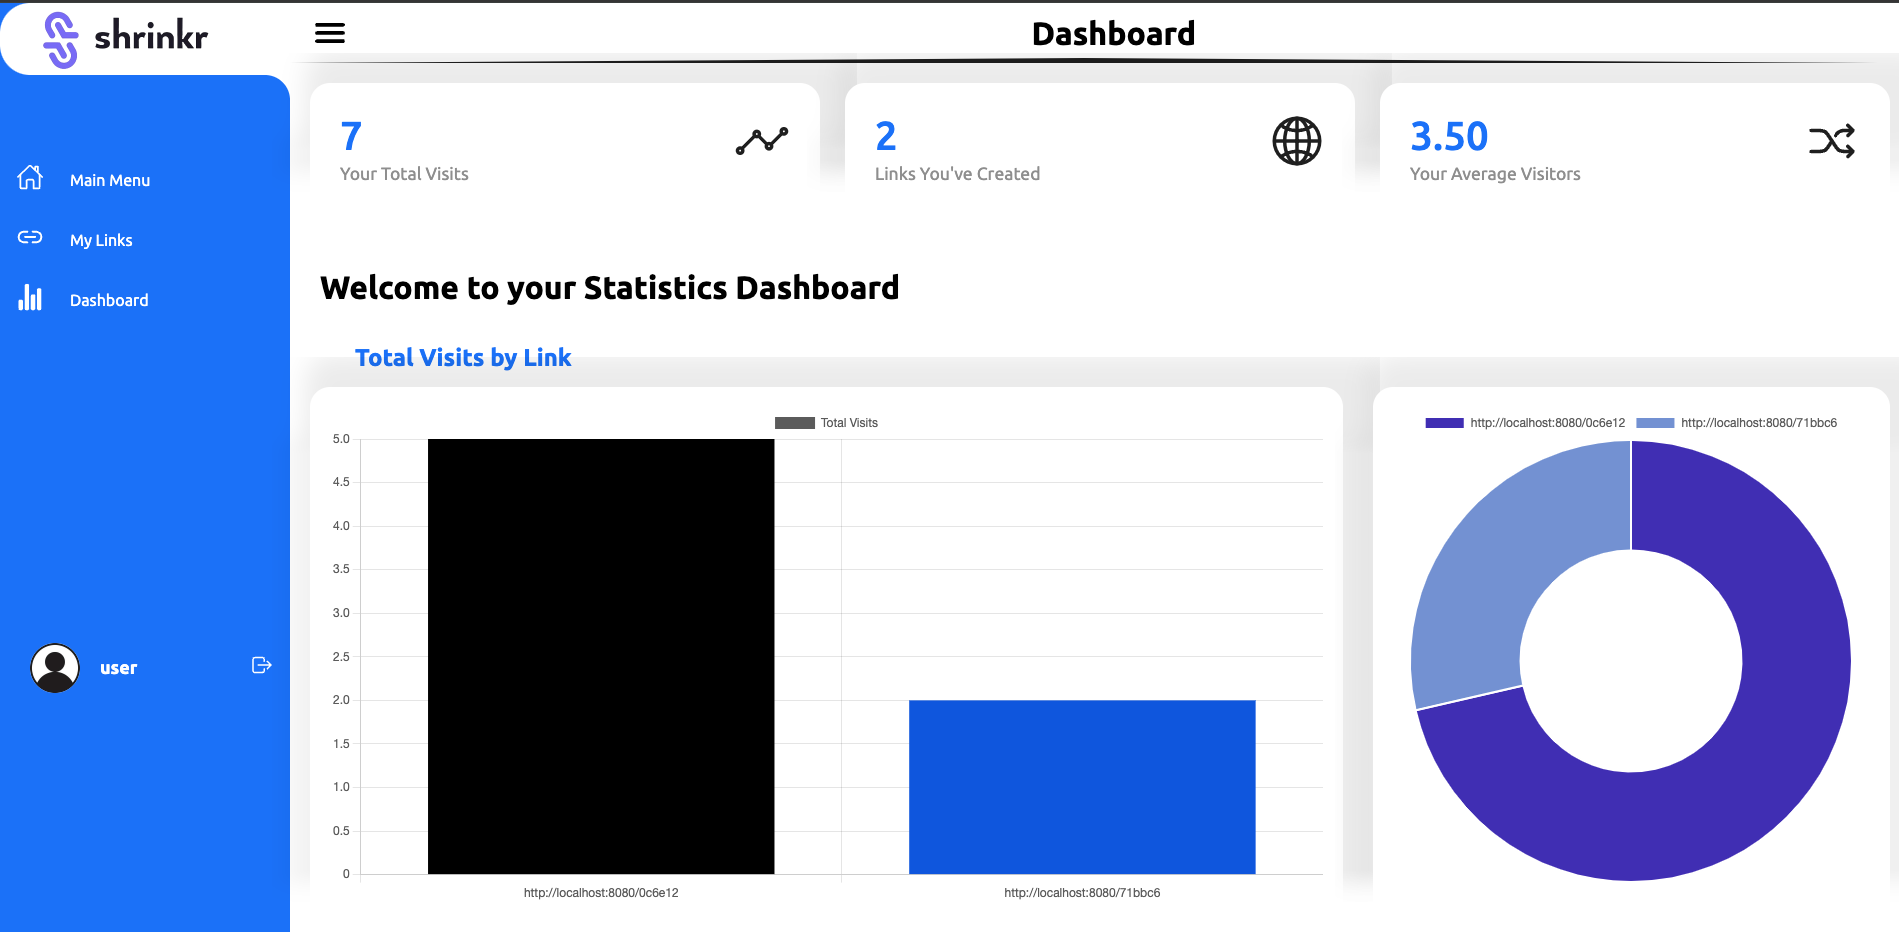 shrinkr
Dashboard
7
Your Total Visits
2
Links You've Created
3.50
Your Average Visitors
Main Menu
My Links
Dashboard
user
Welcome to your Statistics Dashboard
Total Visits by Link
Total Visits
5.0
4.5
4.0
3.5
3.0
2.5
2.0
1.5
1.0
0.5
0
http://localhost:8080/0c6e12
http://localhost:8080/71bbc6
http://localhost:8080/0c6e12
http://localhost:8080/71bbc6